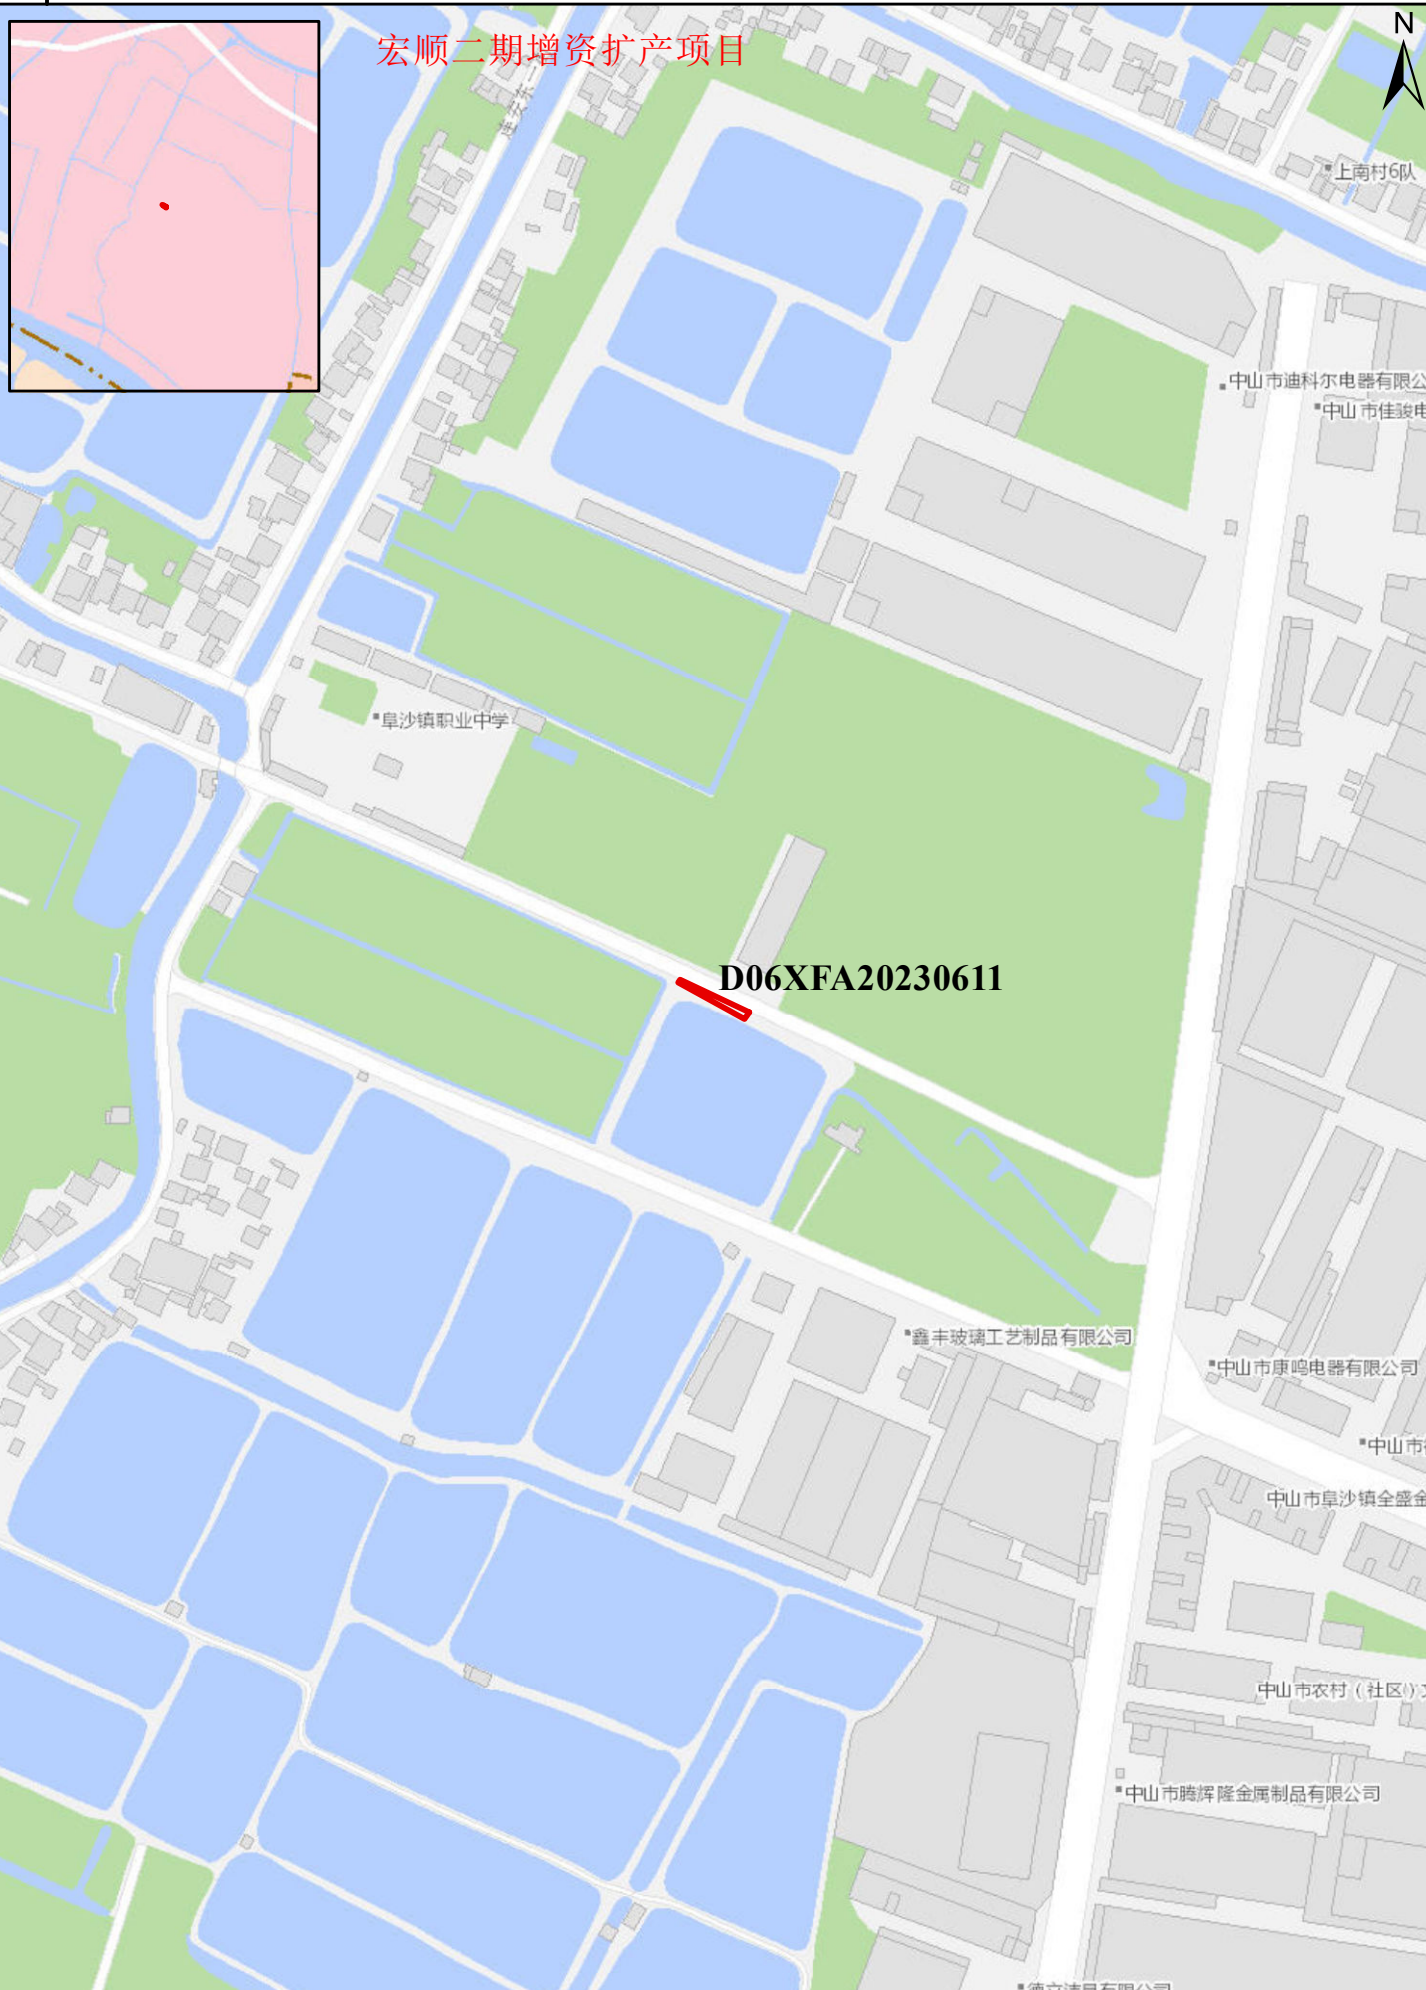 宏顺二期增资扩产项目
N
上南村6队
中山市迪科尔电器有限公
中山市佳骏电
阜沙镇职业中学
D06XFA20230611
鑫丰玻璃工艺制品有限公司
中山市康鸣电器有限公司
中山市
中山市阜沙镇全盛金
中山市农村（社区）
中山市腾辉隆金属制品有限公司